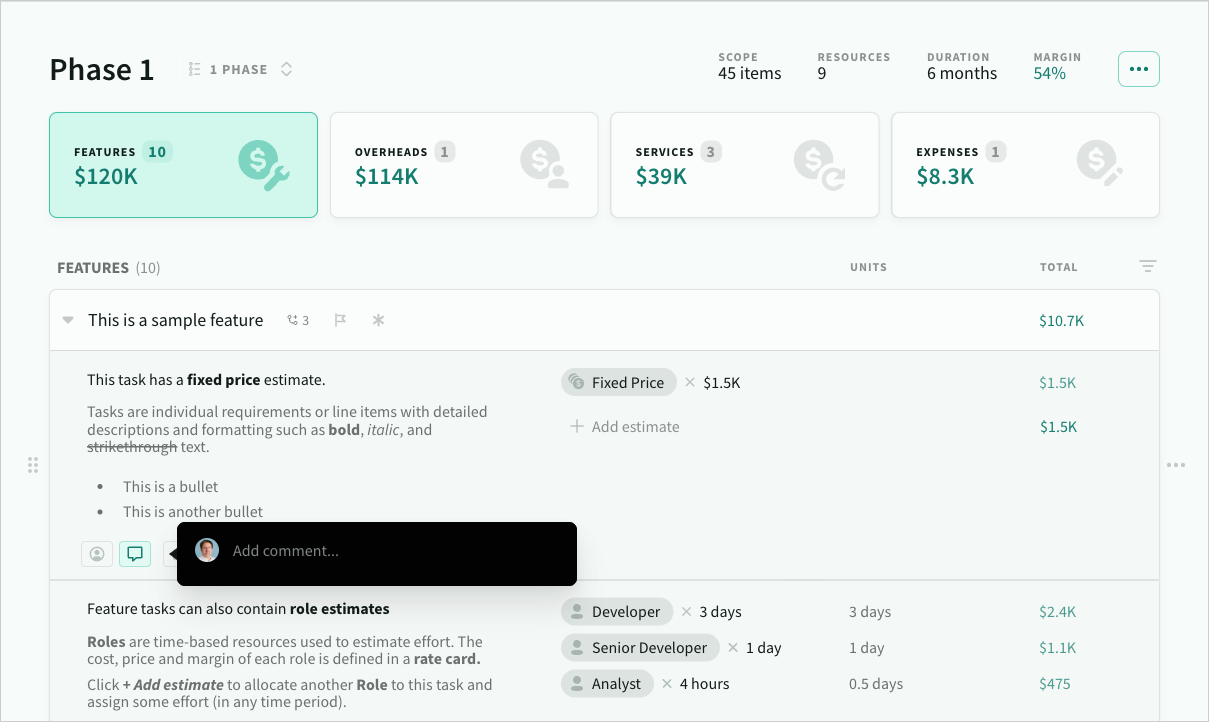 Phase 1
1 PHASE
SCOPE
45 items
RESOURCES
9
DURATION
6 months
MARGIN
54%
FEATURES 10
$120K
OVERHEADS 1
$114K
SERVICES 3
$39K
EXPENSES 1
$8.3K
FEATURES (10)
UNITS
TOTAL
This is a sample feature 3
$10.7K
This task has a fixed price estimate.
Tasks are individual requirements or line items with detailed
descriptions and formatting such as bold, italic, and
strikethrough text.
• This is a bullet
• This is another bullet
Fixed Price × $1.5K
$1.5K
+ Add estimate
$1.5K
Add comment...
Feature tasks can also contain role estimates
Roles are time-based resources used to estimate effort. The
cost, price and margin of each role is defined in a rate card.
Click + Add estimate to allocate another Role to this task and
assign some effort (in any time period).
Developer × 3 days
3 days
$2.4K
Senior Developer × 1 day
1 day
$1.1K
Analyst × 4 hours
0.5 days
$475